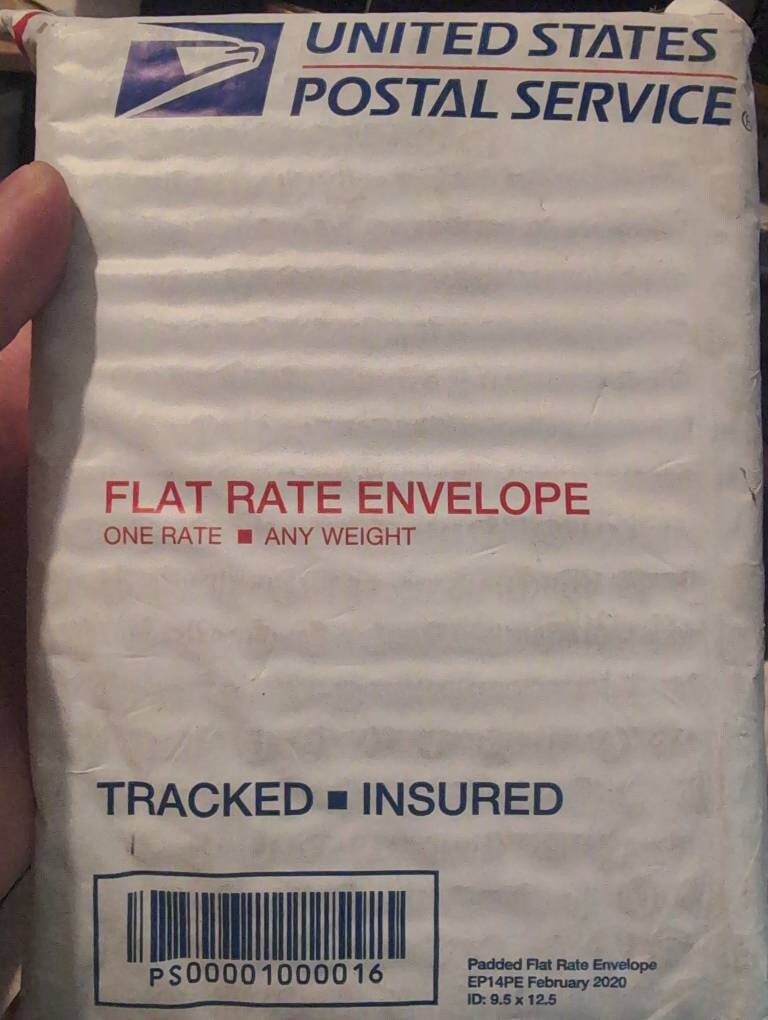 UNITED STATES
POSTAL SERVICE®
FLAT RATE ENVELOPE
ONE RATE ■ ANY WEIGHT
TRACKED ■ INSURED
PS00001000016
Padded Flat Rate Envelope
EP14PE February 2020
ID: 9.5 x 12.5